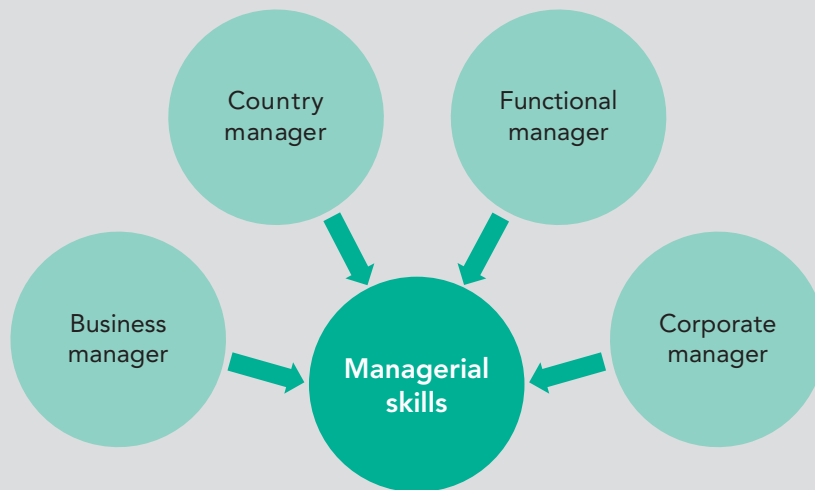 Country
manager
Functional
manager
Business
manager
Managerial
skills
Corporate
manager